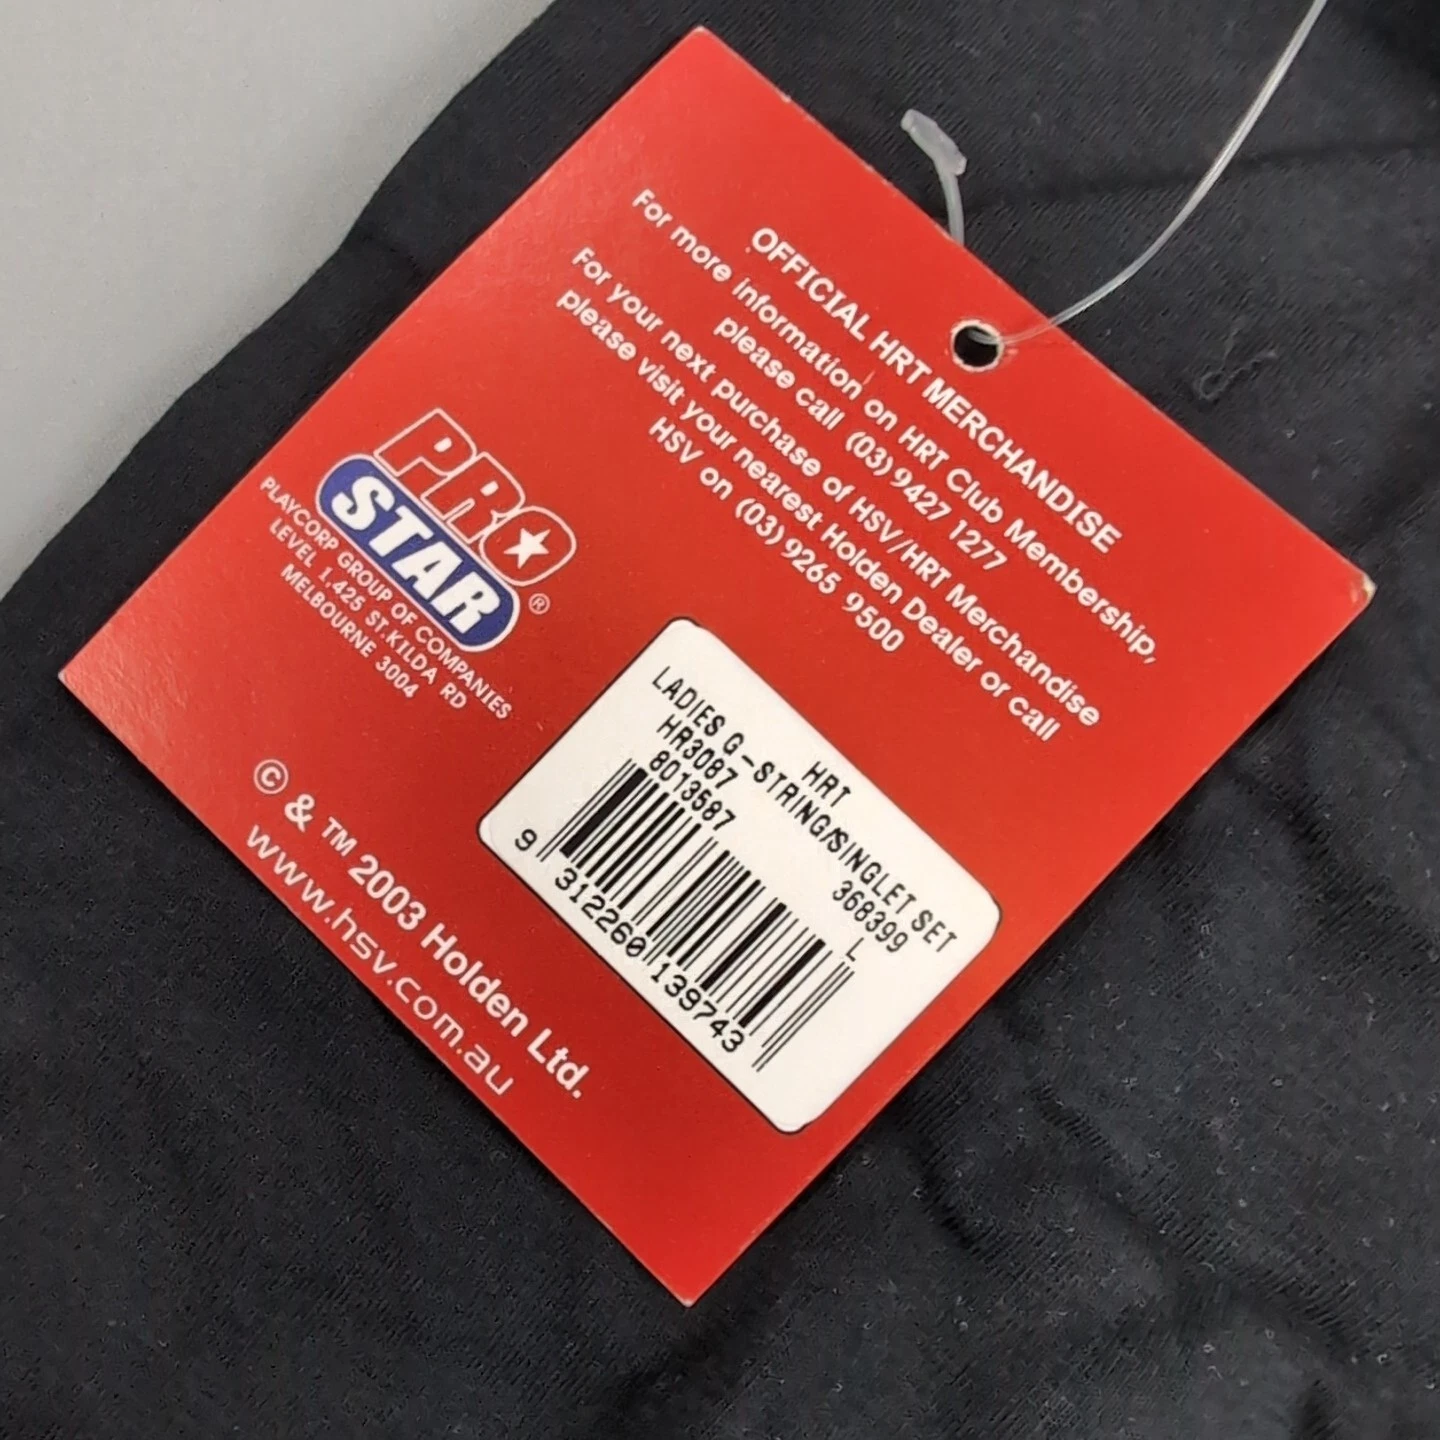 OFFICIAL HRT MERCHANDISE
For more information on HRT Club Membership,
please call (03) 9427 1277
For your next purchase of HSV/HRT Merchandise
please visit your nearest Holden Dealer or call
HSV on (03) 9265 9500
PRO
STAR®
PLAYCORP GROUP OF COMPANIES
LEVEL 1,425 ST.KILDA RD
MELBOURNE 3004
HRT
LADIES G-STRING/SINGLET SET
HR3087 368399
8013587 L
9 312260 139743
© & TM 2003 Holden Ltd.
www.hsv.com.au